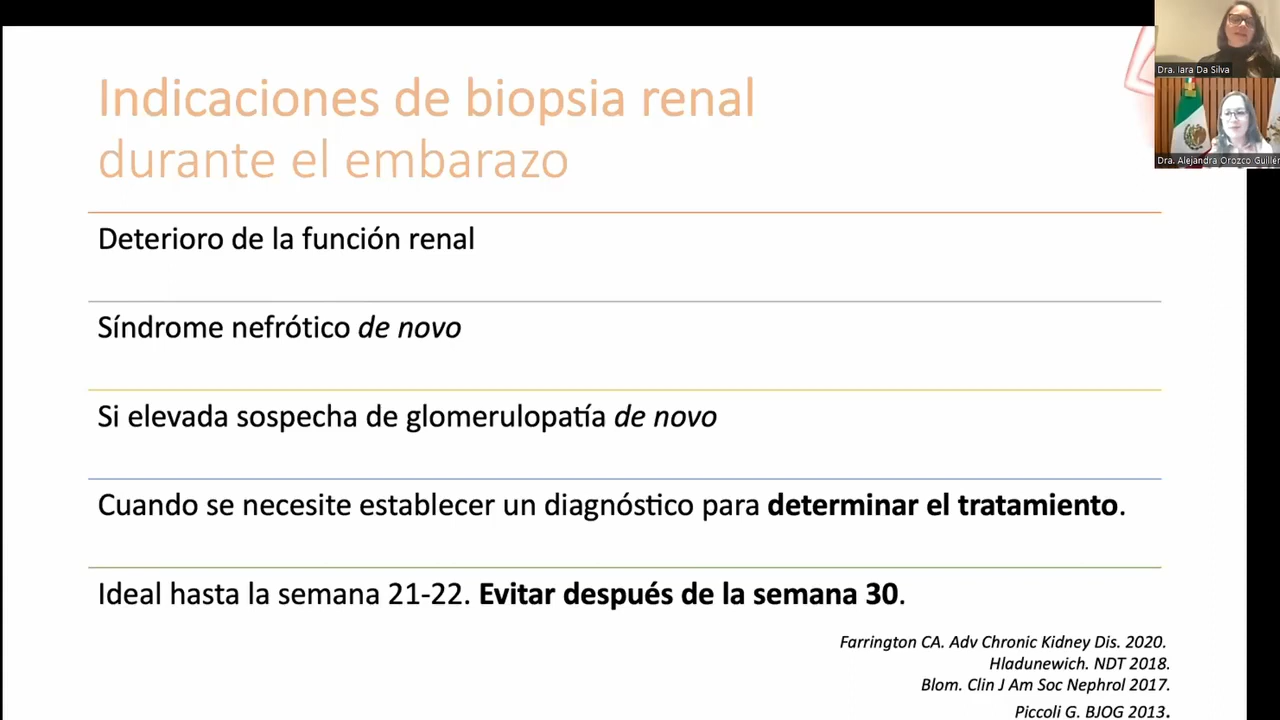 Indicaciones de biopsia renal
durante el embarazo
Deterioro de la función renal
Síndrome nefrótico de novo
Si elevada sospecha de glomerulopatía de novo
Cuando se necesite establecer un diagnóstico para determinar el tratamiento.
Ideal hasta la semana 21-22. Evitar después de la semana 30.
Farrington CA. Adv Chronic Kidney Dis. 2020.
Hladunewich. NDT 2018.
Blom. Clin J Am Soc Nephrol 2017.
Piccoli G. BJOG 2013.
Dra. Iara Da Silva
Dra. Alejandra Orozco Guillén